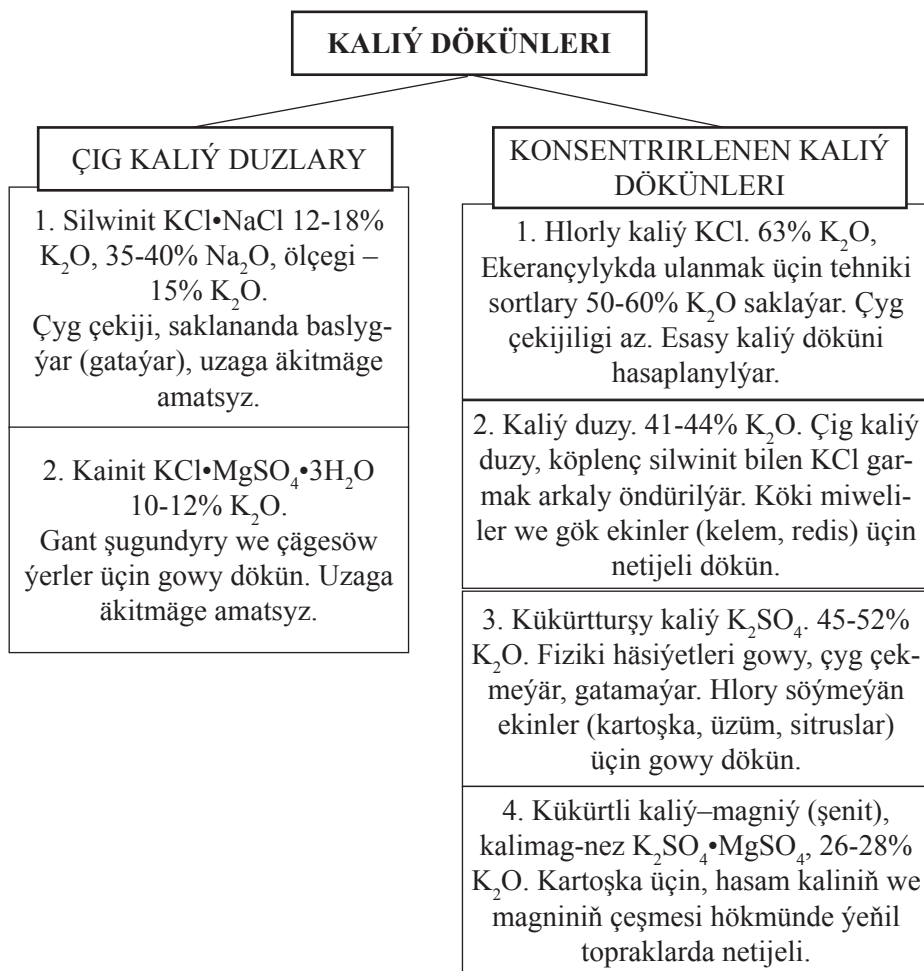 KALIÝ DÖKÜNLERI
ÇIG KALIÝ DUZLARY
1. Silwinit KCl•NaCl 12-18%
K₂O, 35-40% Na₂O, ölçegi –
15% K₂O.
Çyg çekiji, saklananda baslyg-
ýar (gataýar), uzaga äkitmäge
amatsyz.
2. Kainit KCl•MgSO₄•3H₂O
10-12% K₂O.
Gant şugundyry we çägesöw
ýerler üçin gowy dökün. Uzaga
äkitmäge amatsyz.
KONSENTRIRLENEN KALIÝ
DÖKÜNLERI
1. Hlorly kaliý KCl. 63% K₂O,
Ekerançylykda ulanmak üçin tehniki
sortlary 50-60% K₂O saklaýar. Çyg
çekijiligi az. Esasy kaliý döküni
hasaplanylýar.
2. Kaliý duzy. 41-44% K₂O. Çig kaliý
duzy, köplenç silwinit bilen KCl gar-
mak arkaly öndürilýär. Köki miweli-
ler we gök ekinler (kelem, redis) üçin
netijeli dökün.
3. Kükürtturşy kaliý K₂SO₄. 45-52%
K₂O. Fiziki häsiýetleri gowy, çyg çek-
meýär, gatamaýar. Hlory söýmeýän
ekinler (kartoşka, üzüm, sitruslar)
üçin gowy dökün.
4. Kükürtli kaliý–magniý (şenit),
kalimag-nez K₂SO₄•MgSO₄, 26-28%
K₂O. Kartoşka üçin, hasam kaliniň we
magniniň çeşmesi hökmünde ýeňil
topraklarda netijeli.